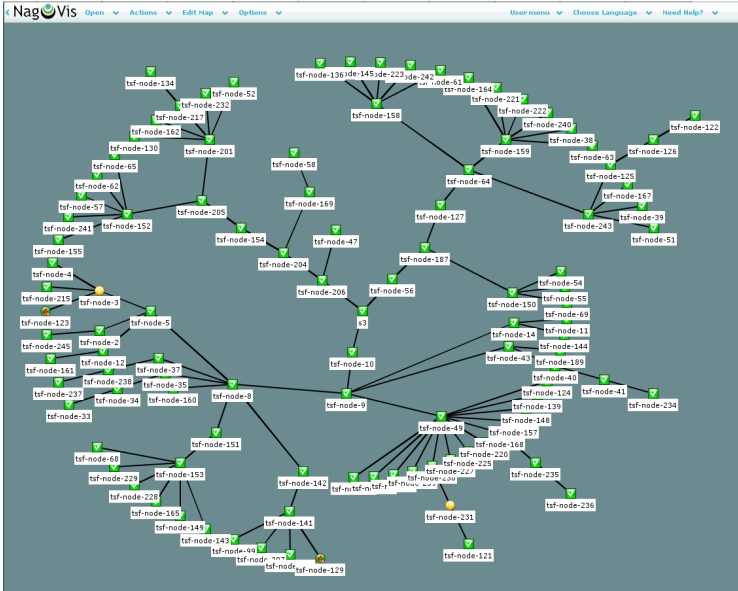 NagVis Open Actions Edit Map Options User menu Choose Language Need Help?
tsf-node-136
tsf-node-61
tsf-node-134
tsf-node-52
tsf-node-164
tsf-node-232
tsf-node-221
tsf-node-217
tsf-node-222
tsf-node-158
tsf-node-240
tsf-node-122
tsf-node-162
tsf-node-38
tsf-node-130
tsf-node-201
tsf-node-159
tsf-node-126
tsf-node-63
tsf-node-65
tsf-node-58
tsf-node-125
tsf-node-64
tsf-node-62
tsf-node-167
tsf-node-57
tsf-node-169
tsf-node-205
tsf-node-127
tsf-node-39
tsf-node-152
tsf-node-243
tsf-node-241
tsf-node-154
tsf-node-47
tsf-node-51
tsf-node-155
tsf-node-204
tsf-node-187
tsf-node-4
tsf-node-54
tsf-node-206
tsf-node-56
tsf-node-215
tsf-node-3
tsf-node-150
tsf-node-55
tsf-node-69
tsf-node-123
tsf-node-5
s3
tsf-node-11
tsf-node-14
tsf-node-245
tsf-node-2
tsf-node-144
tsf-node-43
tsf-node-12
tsf-node-10
tsf-node-189
tsf-node-161
tsf-node-37
tsf-node-40
tsf-node-238
tsf-node-35
tsf-node-41
tsf-node-237
tsf-node-8
tsf-node-124
tsf-node-234
tsf-node-34
tsf-node-160
tsf-node-9
tsf-node-139
tsf-node-33
tsf-node-148
tsf-node-49
tsf-node-157
tsf-node-151
tsf-node-168
tsf-node-68
tsf-node-220
tsf-node-225
tsf-node-153
tsf-node-227
tsf-node-235
tsf-node-229
tsf-node-142
tsf-node-228
tsf-node-236
tsf-node-165
tsf-node-231
tsf-node-149
tsf-node-141
tsf-node-143
tsf-node-99
tsf-node-121
tsf-node-129